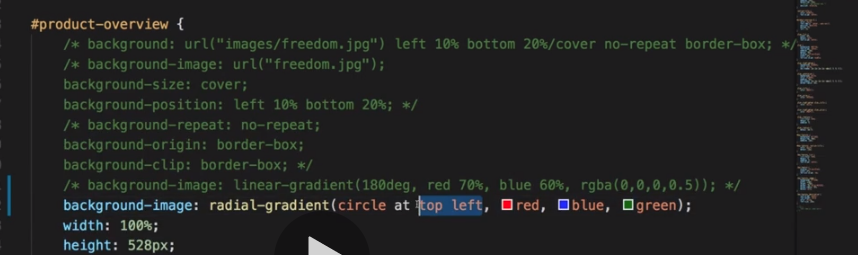 #product-overview {
/* background: url("images/freedom.jpg") left 10% bottom 20%/cover no-repeat border-box; */
/* background-image: url("freedom.jpg");
background-size: cover;
background-position: left 10% bottom 20%; */
/* background-repeat: no-repeat;
background-origin: border-box;
background-clip: border-box; */
/* background-image: linear-gradient(180deg, red 70%, blue 60%, rgba(0,0,0,0.5)); */
background-image: radial-gradient(circle at top left, red, blue, green);
width: 100%;
height: 528px;